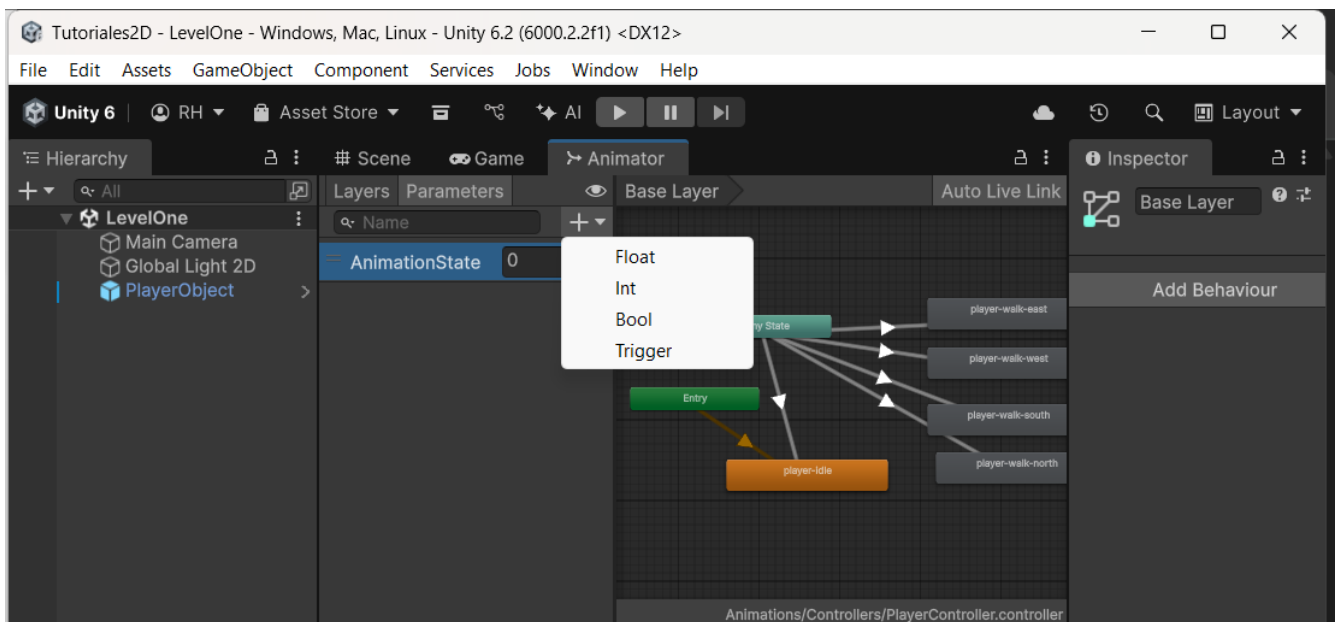 Tutoriales2D - LevelOne - Windows, Mac, Linux - Unity 6.2 (6000.2.2f1) <DX12>
File Edit Assets GameObject Component Services Jobs Window Help
Unity 6 RH Asset Store AI Layout
Hierarchy # Scene Game Animator Inspector
All Layers Parameters Base Layer Auto Live Link Base Layer
LevelOne Name
Main Camera
Global Light 2D AnimationState 0 Float
PlayerObject Int Add Behaviour
Bool player-walk-east
ny State
Trigger player-walk-west
Entry
player-walk-south
player-idle player-walk-north
Animations/Controllers/PlayerController.controller